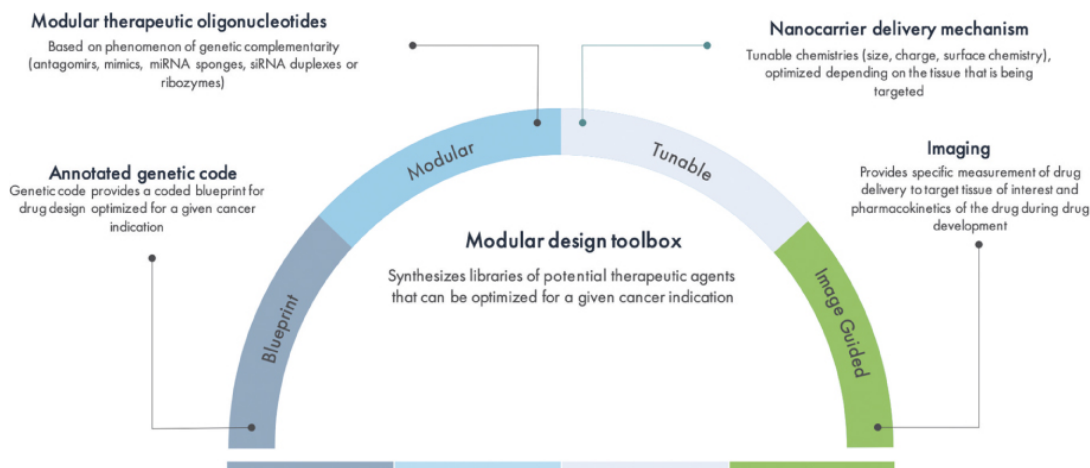 Modular therapeutic oligonucleotides
Based on phenomenon of genetic complementarity
(antagomirs, mimics, miRNA sponges, siRNA duplexes or
ribozymes)
Nanocarrier delivery mechanism
Tunable chemistries (size, charge, surface chemistry),
optimized depending on the tissue that is being
targeted
Annotated genetic code
Genetic code provides a coded blueprint for
drug design optimized for a given cancer
indication
Imaging
Provides specific measurement of drug
delivery to target tissue of interest and
pharmacokinetics of the drug during drug
development
Blueprint
Modular
Tunable
Image Guided
Modular design toolbox
Synthesizes libraries of potential therapeutic agents
that can be optimized for a given cancer indication